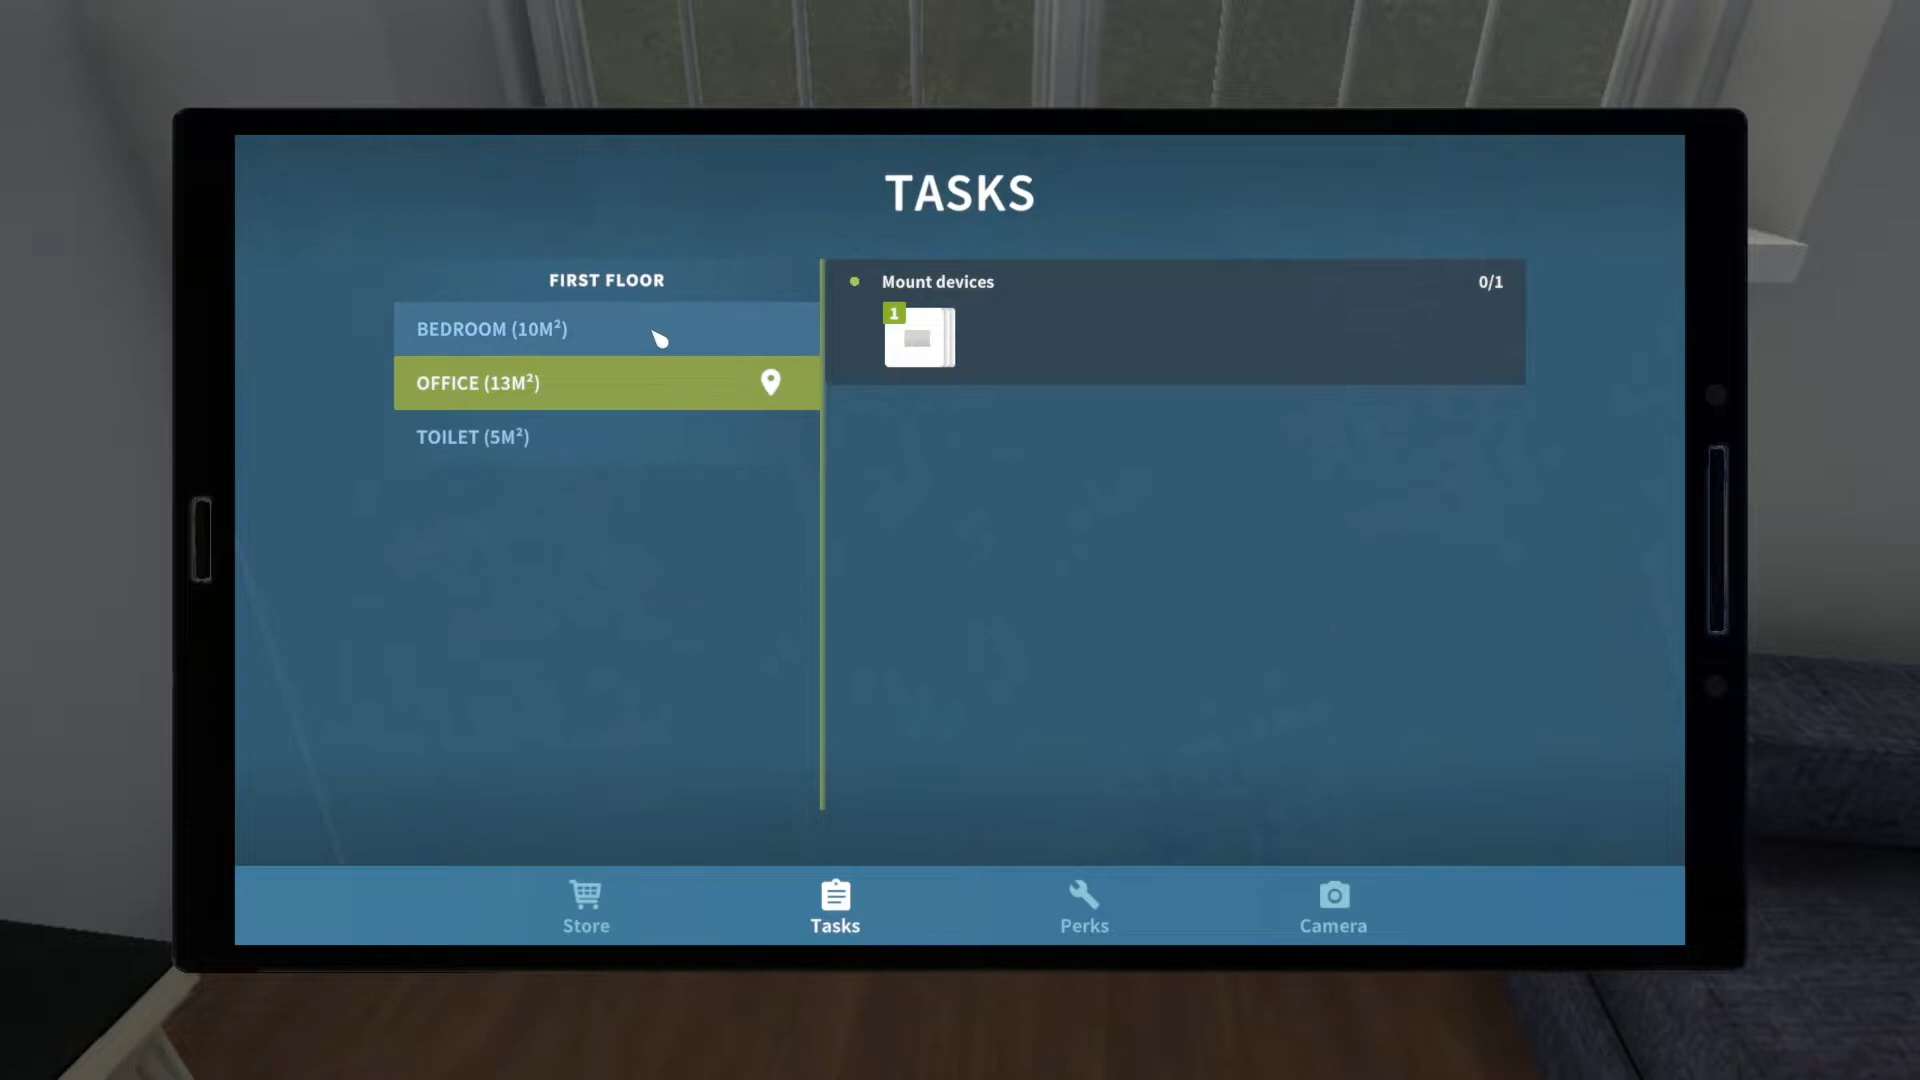 TASKS
FIRST FLOOR
BEDROOM (10M²)
OFFICE (13M²)
TOILET (5M²)
Mount devices
0/1
1
Store
Tasks
Perks
Camera